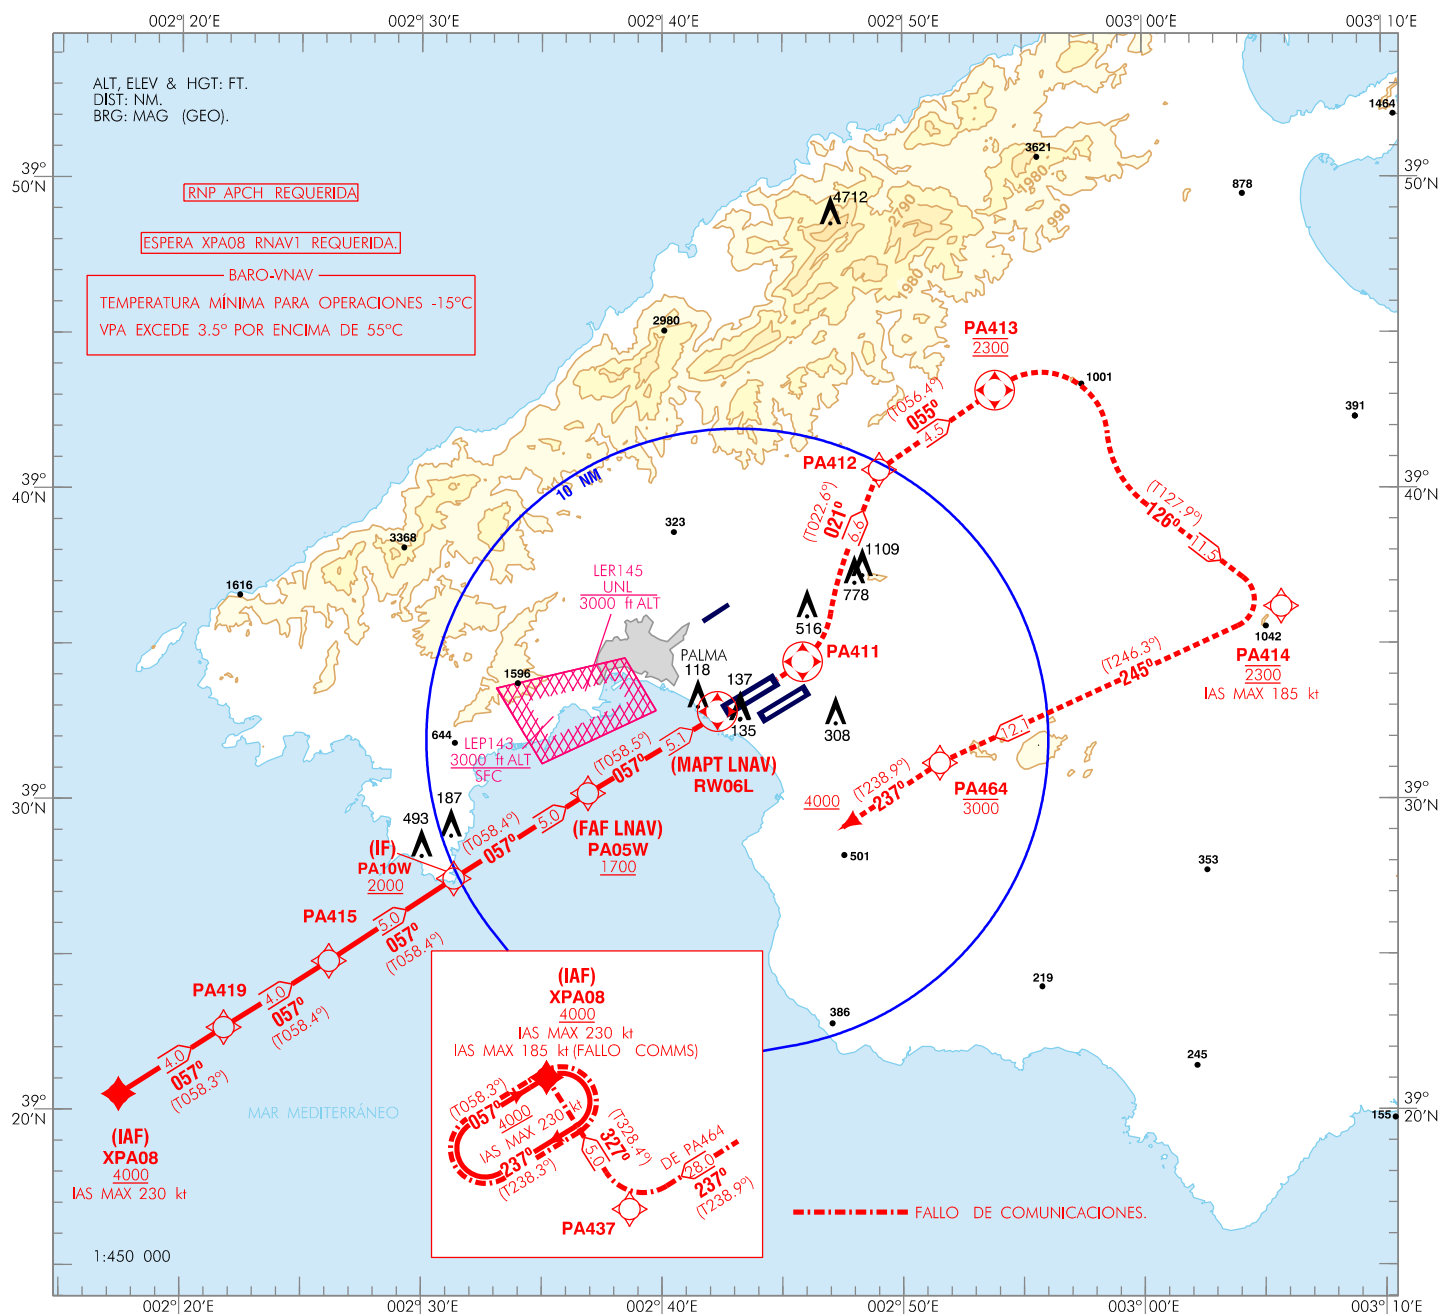 002° 20'E
002° 30'E
002° 40'E
002° 50'E
003° 00'E
003° 10'E
ALT, ELEV & HGT: FT.
DIST: NM.
BRG: MAG (GEO).
1464
3621
1980
39°
50'N
39°
50'N
878
RNP APCH REQUERIDA
4712
2790
990
ESPERA XPA08 RNAV1 REQUERIDA.
BARO-VNAV
1980
TEMPERATURA MÍNIMA PARA OPERACIONES -15°C
VPA EXCEDE 3.5° POR ENCIMA DE 55°C
2980
PA413
2300
1001
(T056.4°)
055°
4.5
391
PA412
10 NM
39°
40'N
39°
40'N
(T022.6°)
021°
6.6
(T127.9°)
126°
11.5
323
3368
1109
778
LER145
UNL
3000 ft ALT
1616
516
1042
PALMA
118
PA411
PA414
2300
IAS MAX 185 kt
(T246.3°)
245°
12.1
1596
137
135
308
644
LEP143
3000 ft ALT
SFC
(T058.5°)
057°
5.1
(MAPT LNAV)
RW06L
(T238.9°)
237°
4000
PA464
3000
39°
30'N
39°
30'N
187
493
(T058.4°)
057°
5.0
(FAF LNAV)
PA05W
1700
501
353
(IF)
PA10W
2000
PA415
5.0
057°
(T058.4°)
PA419
4.0
057°
(T058.4°)
219
386
4.0
057°
(T058.3°)
(IAF)
XPA08
4000
IAS MAX 230 kt
IAS MAX 185 kt (FALLO COMMS)
245
(T058.3°)
057°
4000
IAS MAX 230 kt
237°
(T238.3°)
(T328.4°)
327°
5.0
DE PA464
28.0
237°
(T238.9°)
PA437
39°
20'N
39°
20'N
155
MAR MEDITERRÁNEO
(IAF)
XPA08
4000
IAS MAX 230 kt
FALLO DE COMUNICACIONES.
1:450 000
002° 20'E
002° 30'E
002° 40'E
002° 50'E
003° 00'E
003° 10'E